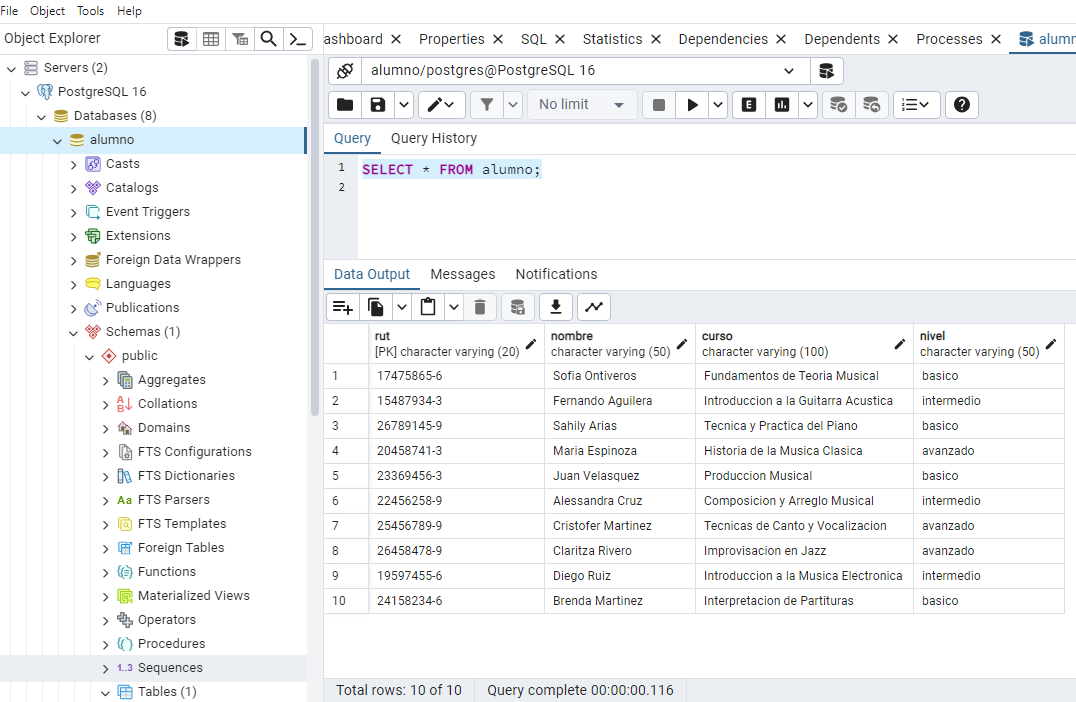 File Object Tools Help
Object Explorer
Servers (2)
PostgreSQL 16
Databases (8)
alumno
Casts
Catalogs
Event Triggers
Extensions
Foreign Data Wrappers
Languages
Publications
Schemas (1)
public
Aggregates
Collations
Domains
FTS Configurations
FTS Dictionaries
Aa FTS Parsers
FTS Templates
Foreign Tables
Functions
Materialized Views
Operators
Procedures
1..3 Sequences
Tables (1)
ashboard Properties SQL Statistics Dependencies Dependents Processes alumn
alumno/postgres@PostgreSQL 16
No limit E
Query Query History
1 SELECT * FROM alumno;
2
Data Output Messages Notifications
rut nombre curso nivel
[PK] character varying (20) character varying (50) character varying (100) character varying (50)
1 17475865-6 Sofia Ontiveros Fundamentos de Teoria Musical basico
2 15487934-3 Fernando Aguilera Introduccion a la Guitarra Acustica intermedio
3 26789145-9 Sahily Arias Tecnica y Practica del Piano basico
4 20458741-3 Maria Espinoza Historia de la Musica Clasica avanzado
5 23369456-3 Juan Velasquez Produccion Musical basico
6 22456258-9 Alessandra Cruz Composicion y Arreglo Musical intermedio
7 25456789-9 Cristofer Martinez Tecnicas de Canto y Vocalizacion avanzado
8 26458478-9 Claritza Rivero Improvisacion en Jazz avanzado
9 19597455-6 Diego Ruiz Introduccion a la Musica Electronica intermedio
10 24158234-6 Brenda Martinez Interpretacion de Partituras basico
Total rows: 10 of 10 Query complete 00:00:00.116